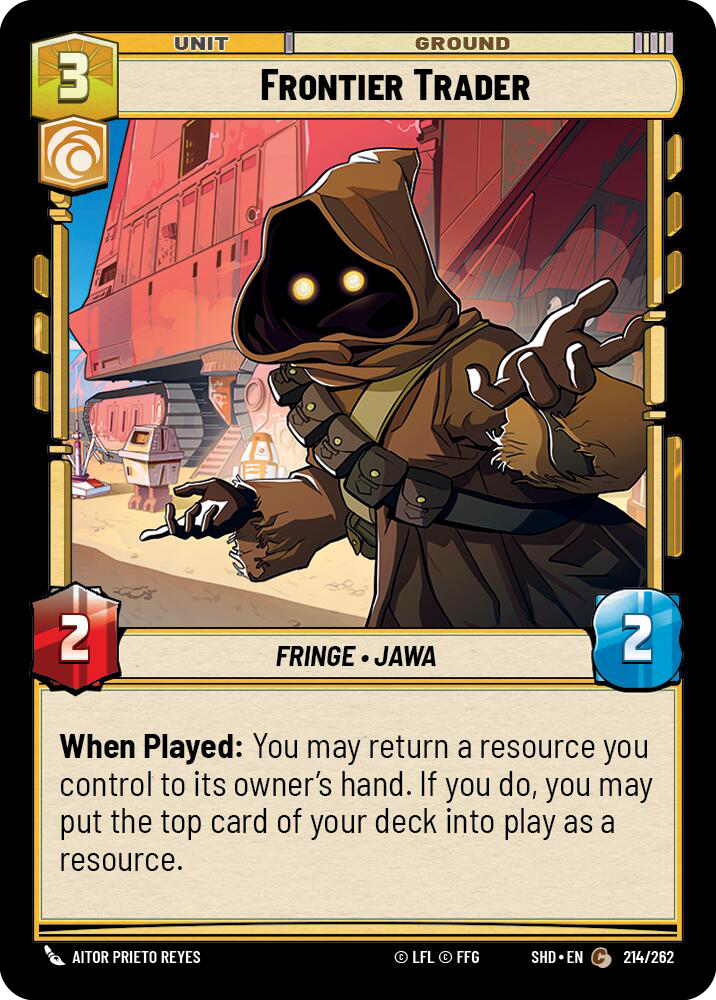 UNIT
GROUND
3
FRONTIER TRADER
2
FRINGE • JAWA
2
When Played: You may return a resource you
control to its owner's hand. If you do, you may
put the top card of your deck into play as a
resource.
AITOR PRIETO REYES
© LFL © FFG
SHD • EN C 214/262